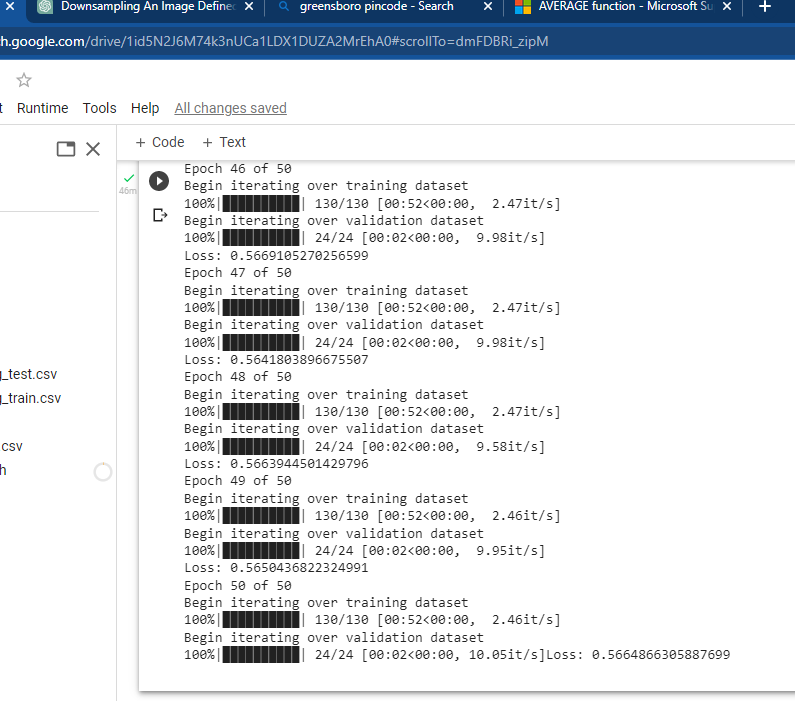 Downsampling An Image Define
greensboro pincode - Search
AVERAGE function - Microsoft Su
h.google.com/drive/1id5N2J6M74k3nUCa1LDX1DUZA2MrEhA0#scrollTo=dmFDBRi_zipM
t Runtime Tools Help All changes saved
+ Code + Text
46m
g_test.csv
g_train.csv
csv
h
Epoch 46 of 50
Begin iterating over training dataset
100%|██████████| 130/130 [00:52<00:00, 2.47it/s]
Begin iterating over validation dataset
100%|██████████| 24/24 [00:02<00:00, 9.98it/s]
Loss: 0.5669105270256599
Epoch 47 of 50
Begin iterating over training dataset
100%|██████████| 130/130 [00:52<00:00, 2.47it/s]
Begin iterating over validation dataset
100%|██████████| 24/24 [00:02<00:00, 9.98it/s]
Loss: 0.5641803896675507
Epoch 48 of 50
Begin iterating over training dataset
100%|██████████| 130/130 [00:52<00:00, 2.47it/s]
Begin iterating over validation dataset
100%|██████████| 24/24 [00:02<00:00, 9.58it/s]
Loss: 0.5663944501429796
Epoch 49 of 50
Begin iterating over training dataset
100%|██████████| 130/130 [00:52<00:00, 2.46it/s]
Begin iterating over validation dataset
100%|██████████| 24/24 [00:02<00:00, 9.95it/s]
Loss: 0.5650436822324991
Epoch 50 of 50
Begin iterating over training dataset
100%|██████████| 130/130 [00:52<00:00, 2.46it/s]
Begin iterating over validation dataset
100%|██████████| 24/24 [00:02<00:00, 10.05it/s]Loss: 0.5664866305887699